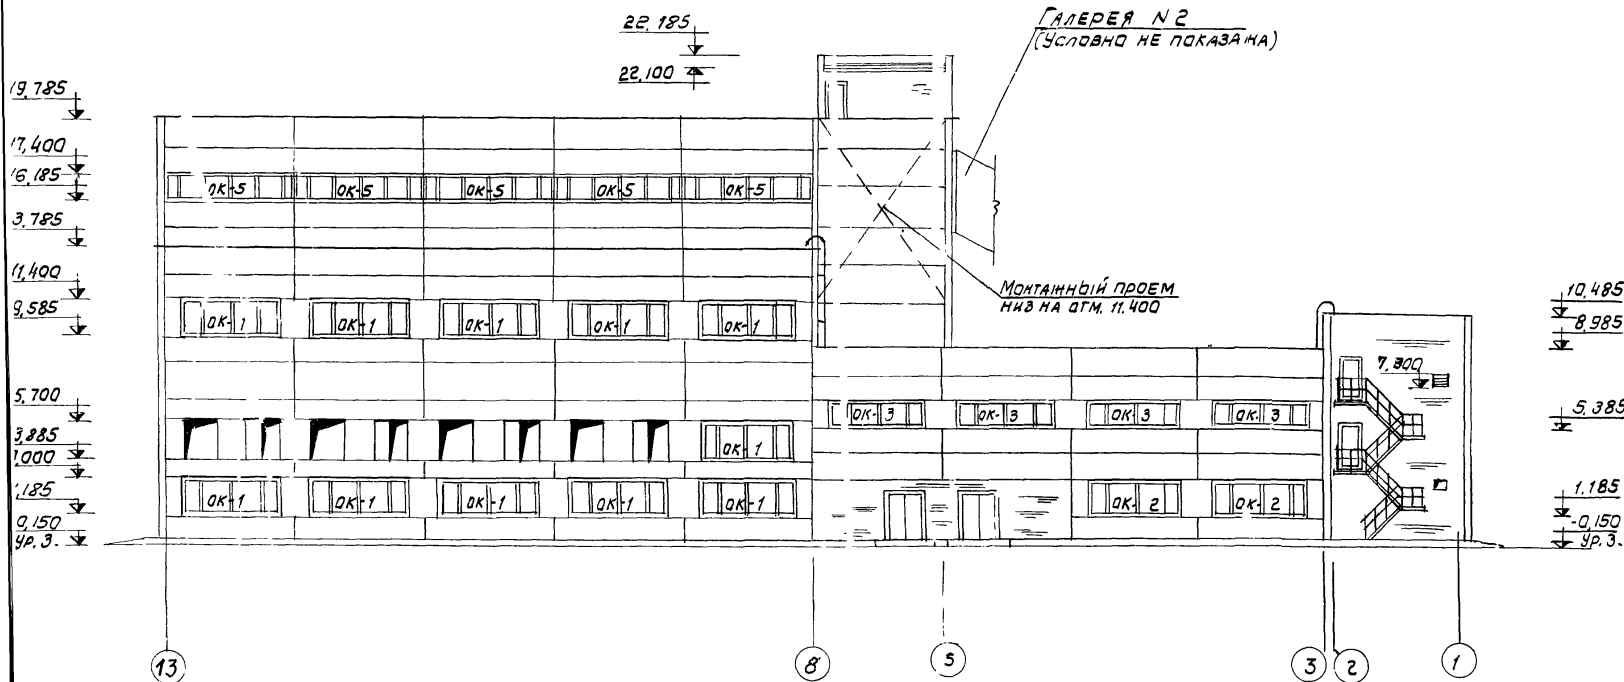 22,185
22,100
ГАЛЕРЕЯ N 2
(УСЛОВНО НЕ ПОКАЗАНА)
19,785
17,400
16,185
ОК-5 ОК-5 ОК-5 ОК-5 ОК-5
3,785
11,400
9,585
МОНТАЖНЫЙ ПРОЕМ
НИЗ НА ОТМ. 11.400
10,485
8,985
ОК-1 ОК-1 ОК-1 ОК-1 ОК-1
7,800
5,700
ОК-3 ОК-3 ОК-3 ОК-3
5,385
3,885
ОК-1
,000
,185
ОК-1 ОК-1 ОК-1 ОК-1 ОК-1
ОК-2 ОК-2
1,185
0,150
УР.З.
-0,150
УР.З.
13 8 5 3 2 1